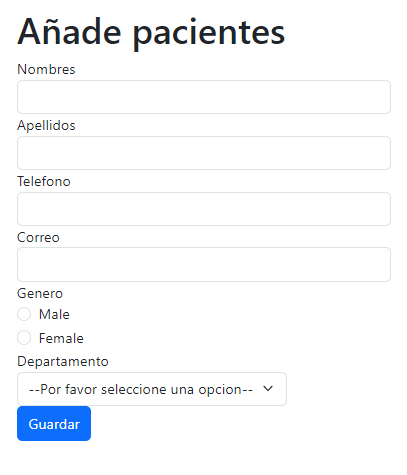 Añade pacientes
Nombres
Apellidos
Telefono
Correo
Genero
Male
Female
Departamento
--Por favor seleccione una opcion--
Guardar